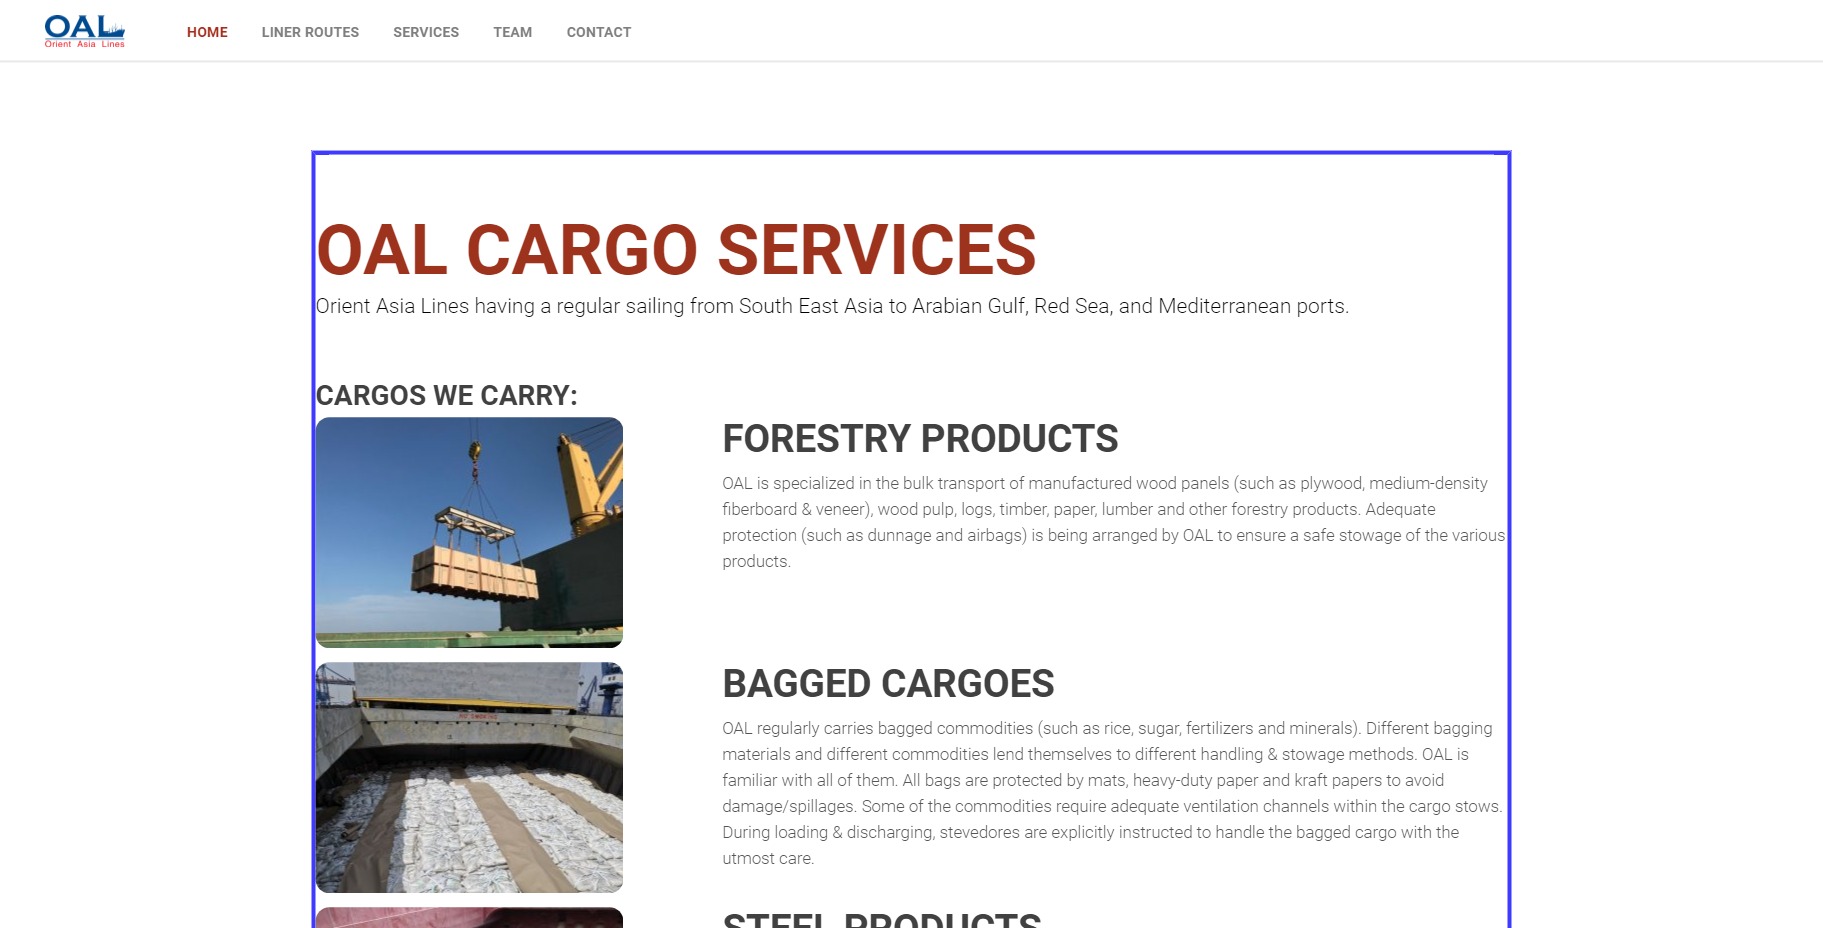 OAL
Orient Asia Lines
HOME
LINER ROUTES
SERVICES
TEAM
CONTACT
OAL CARGO SERVICES
Orient Asia Lines having a regular sailing from South East Asia to Arabian Gulf, Red Sea, and Mediterranean ports.
CARGOS WE CARRY:
FORESTRY PRODUCTS
OAL is specialized in the bulk transport of manufactured wood panels (such as plywood, medium-density
fiberboard & veneer), wood pulp, logs, timber, paper, lumber and other forestry products. Adequate
protection (such as dunnage and airbags) is being arranged by OAL to ensure a safe stowage of the various
products.
NO SMOKING
BAGGED CARGOES
OAL regularly carries bagged commodities (such as rice, sugar, fertilizers and minerals). Different bagging
materials and different commodities lend themselves to different handling & stowage methods. OAL is
familiar with all of them. All bags are protected by mats, heavy-duty paper and kraft papers to avoid
damage/spillages. Some of the commodities require adequate ventilation channels within the cargo stows.
During loading & discharging, stevedores are explicitly instructed to handle the bagged cargo with the
utmost care.
STEEL PRODUCTS